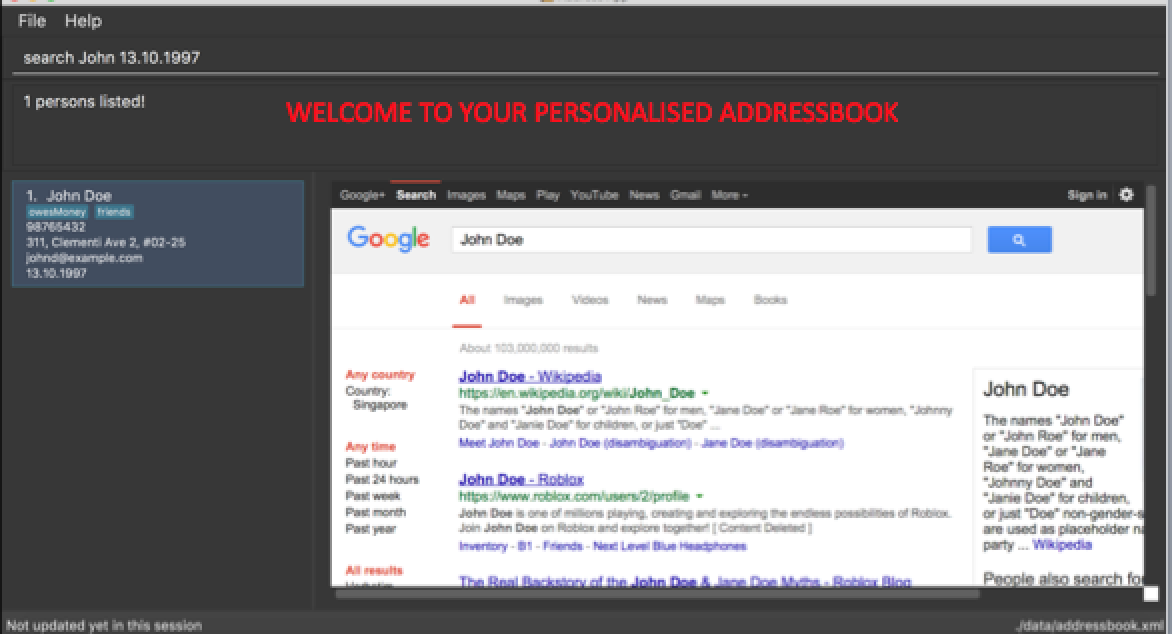 File Help
search John 13.10.1997
1 persons listed!
WELCOME TO YOUR PERSONALISED ADDRESSBOOK
1. John Doe
owesMoney friends
98765432
311, Clementi Ave 2, #02-25
johnd@example.com
13.10.1997
Google+ Search Images Maps Play YouTube News Gmail More
Sign in
Google John Doe
All Images Videos News Maps Books
About 103,000,000 results
Any country
Country:
Singapore
Any time
Past hour
Past 24 hours
Past week
Past month
Past year
All results
John Doe - Wikipedia
https://en.wikipedia.org/wiki/John_Doe
The names "John Doe" or "John Roe" for men, "Jane Doe" or "Jane Roe" for women, "Johnny
Doe" and "Janie Doe" for children, or just "Doe" ...
Meet John Doe - John Doe (disambiguation) - Jane Doe (disambiguation)
John Doe - Roblox
https://www.roblox.com/users/2/profile
John Doe is one of millions playing, creating and exploring the endless possibilities of Roblox.
Join John Doe on Roblox and explore together! [ Content Deleted ]
Inventory - B1 - Friends - Next Level Blue Headphones
The Real Backstory of the John Doe & Jane Doe Myths - Roblox Blog
John Doe
The names "John Doe"
or "John Roe" for men,
"Jane Doe" or "Jane
Roe" for women,
"Johnny Doe" and
"Janie Doe" for children,
or just "Doe" non-gender-s
are used as placeholder na
party ... Wikipedia
People also search for
Not updated yet in this session
./data/addressbook.xml